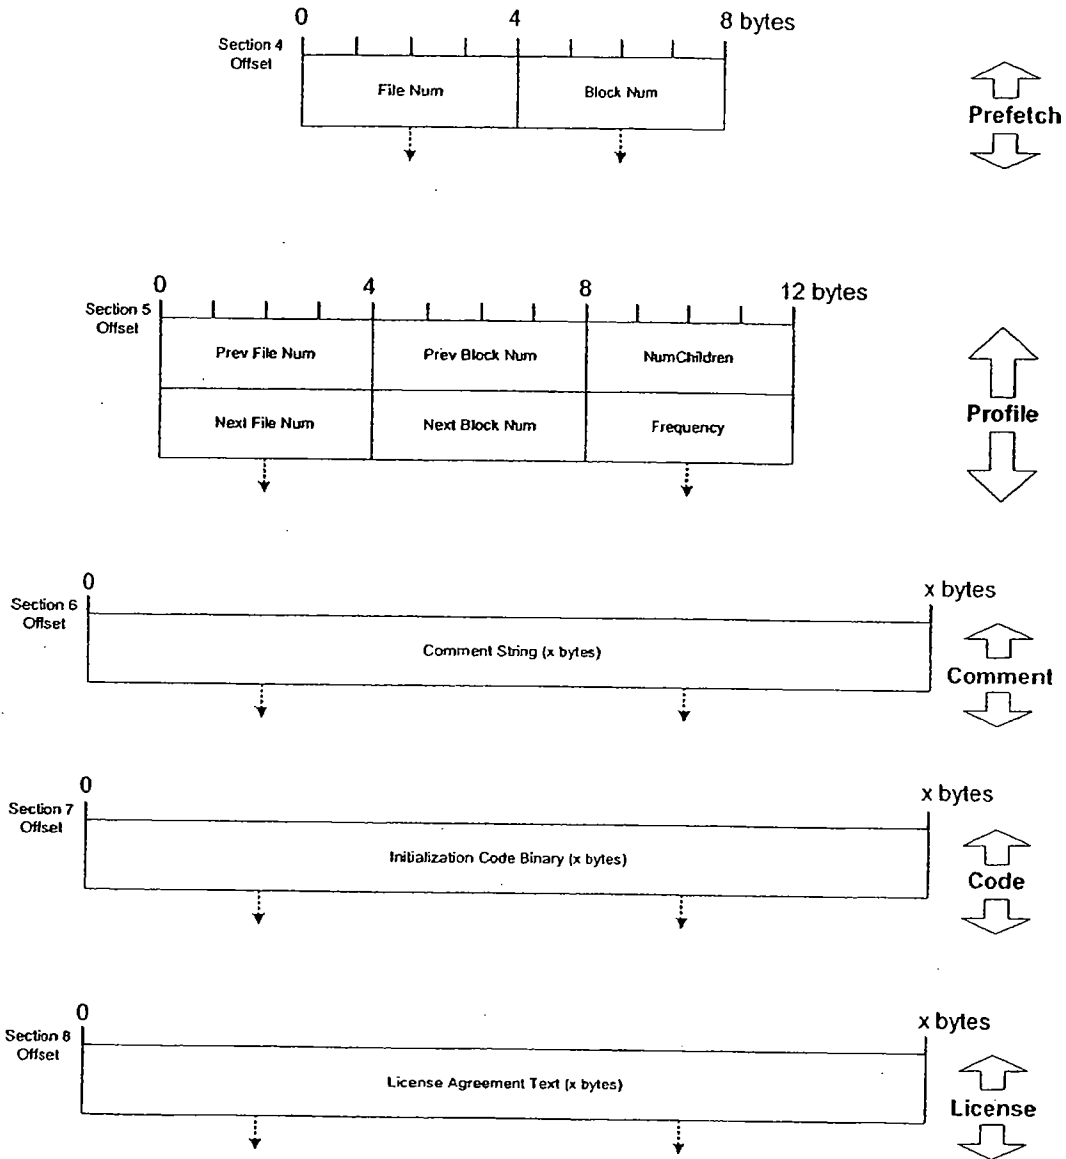 0 4 8 bytes
Section 4
Offset
File Num Block Num
Prefetch
0 4 8 12 bytes
Section 5
Offset
Prev File Num Prev Block Num NumChildren
Next File Num Next Block Num Frequency
Profile
0 x bytes
Section 6
Offset
Comment String (x bytes)
Comment
0 x bytes
Section 7
Offset
Initialization Code Binary (x bytes)
Code
0 x bytes
Section 8
Offset
License Agreement Text (x bytes)
License